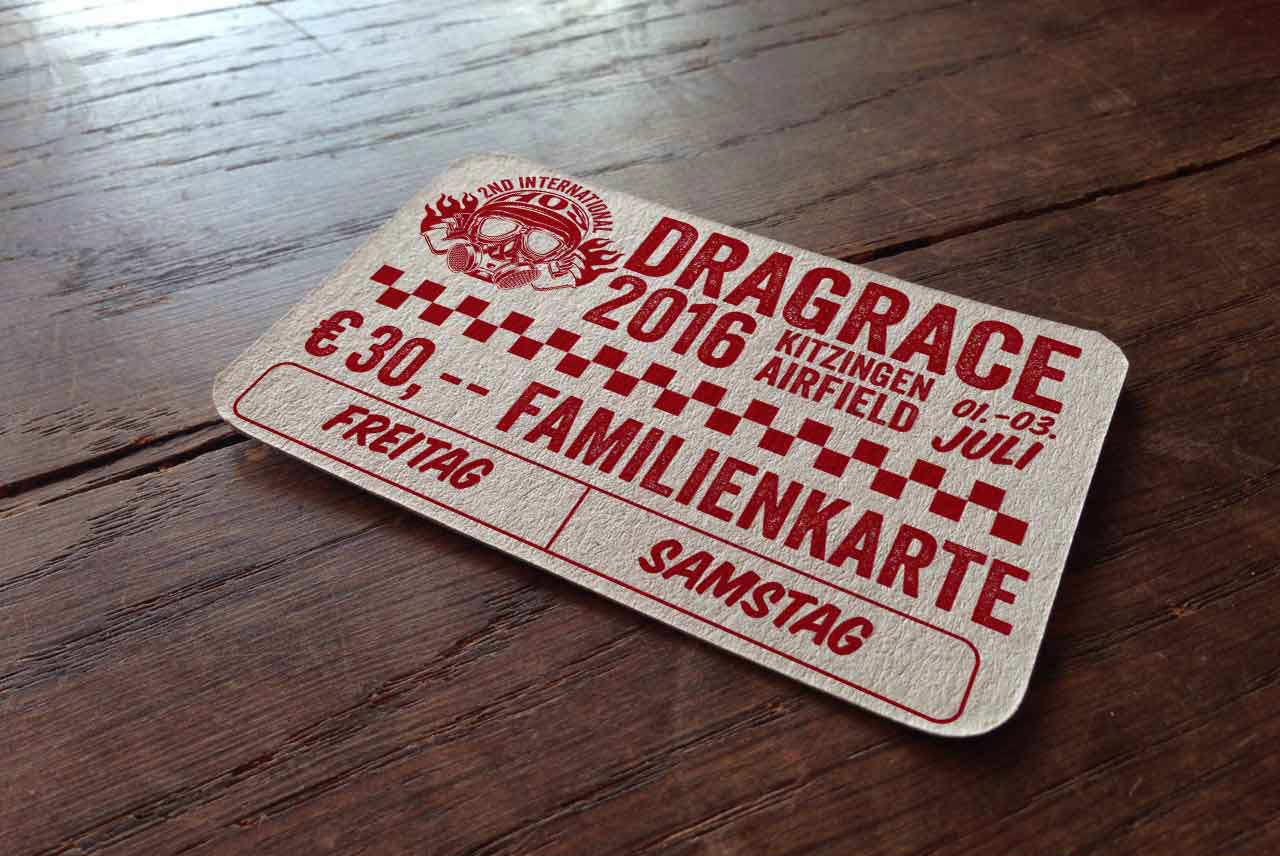 2ND INTERNATIONAL
DRAGRACE
2016
KITZINGEN
AIRFIELD
01.-03.
JULI
€ 30, -- FAMILIENKARTE
FREITAG
SAMSTAG